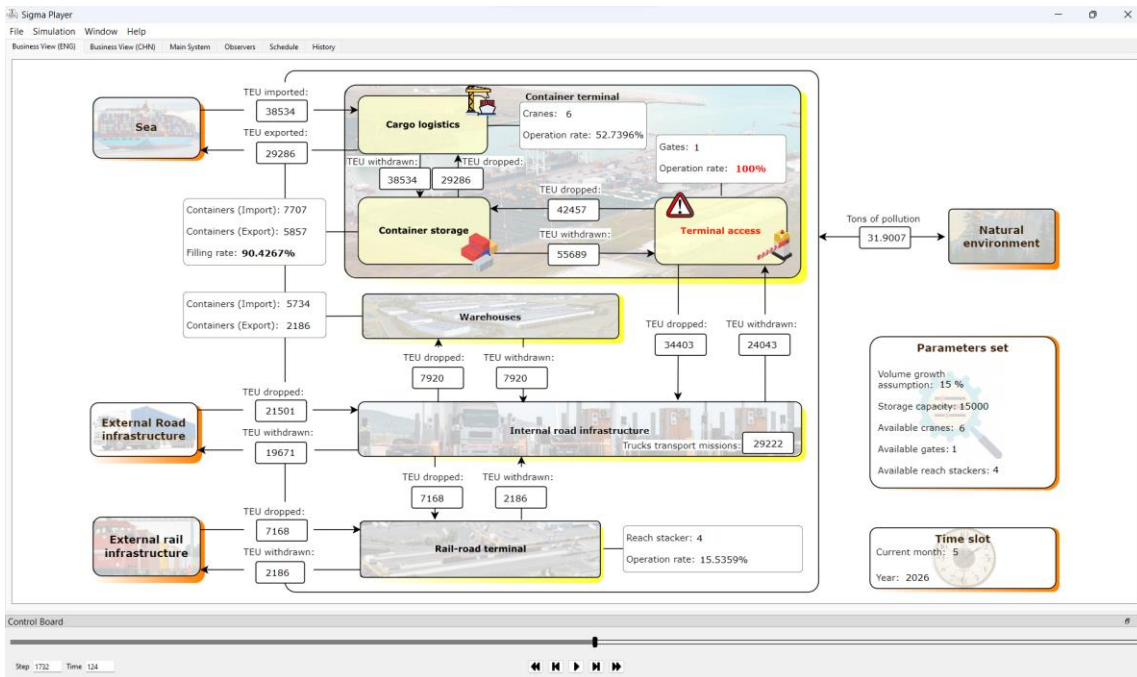 Sigma Player
File Simulation Window Help
Business View (ENG) Business View (CHN) Main System Observers Schedule History
TEU imported:
38534
Sea
TEU exported:
29286
Container terminal
Cargo logistics
Cranes: 6
Operation rate: 52.7396%
TEU withdrawn:
38534
TEU dropped:
29286
Gates: 1
Operation rate: 100%
TEU dropped:
42457
Containers (Import): 7707
Containers (Export): 5857
Filling rate: 90.4267%
Container storage
TEU withdrawn:
55689
Terminal access
Tons of pollution
31.9007
Natural
environment
Containers (Import): 5734
Containers (Export): 2186
Warehouses
TEU dropped:
7920
TEU withdrawn:
7920
TEU dropped:
34403
TEU withdrawn:
24043
Parameters set
Volume growth
assumption: 15 %
Storage capacity: 15000
Available cranes: 6
Available gates: 1
Available reach stackers: 4
TEU dropped:
21501
External Road
infrastructure
TEU withdrawn:
19671
Internal road infrastructure
Trucks transport missions: 29222
TEU dropped:
7168
TEU withdrawn:
2186
TEU dropped:
7168
External rail
infrastructure
TEU withdrawn:
2186
Rail-road terminal
Reach stacker: 4
Operation rate: 15.5359%
Time slot
Current month: 5
Year: 2026
Control Board
Step 1732 Time 124